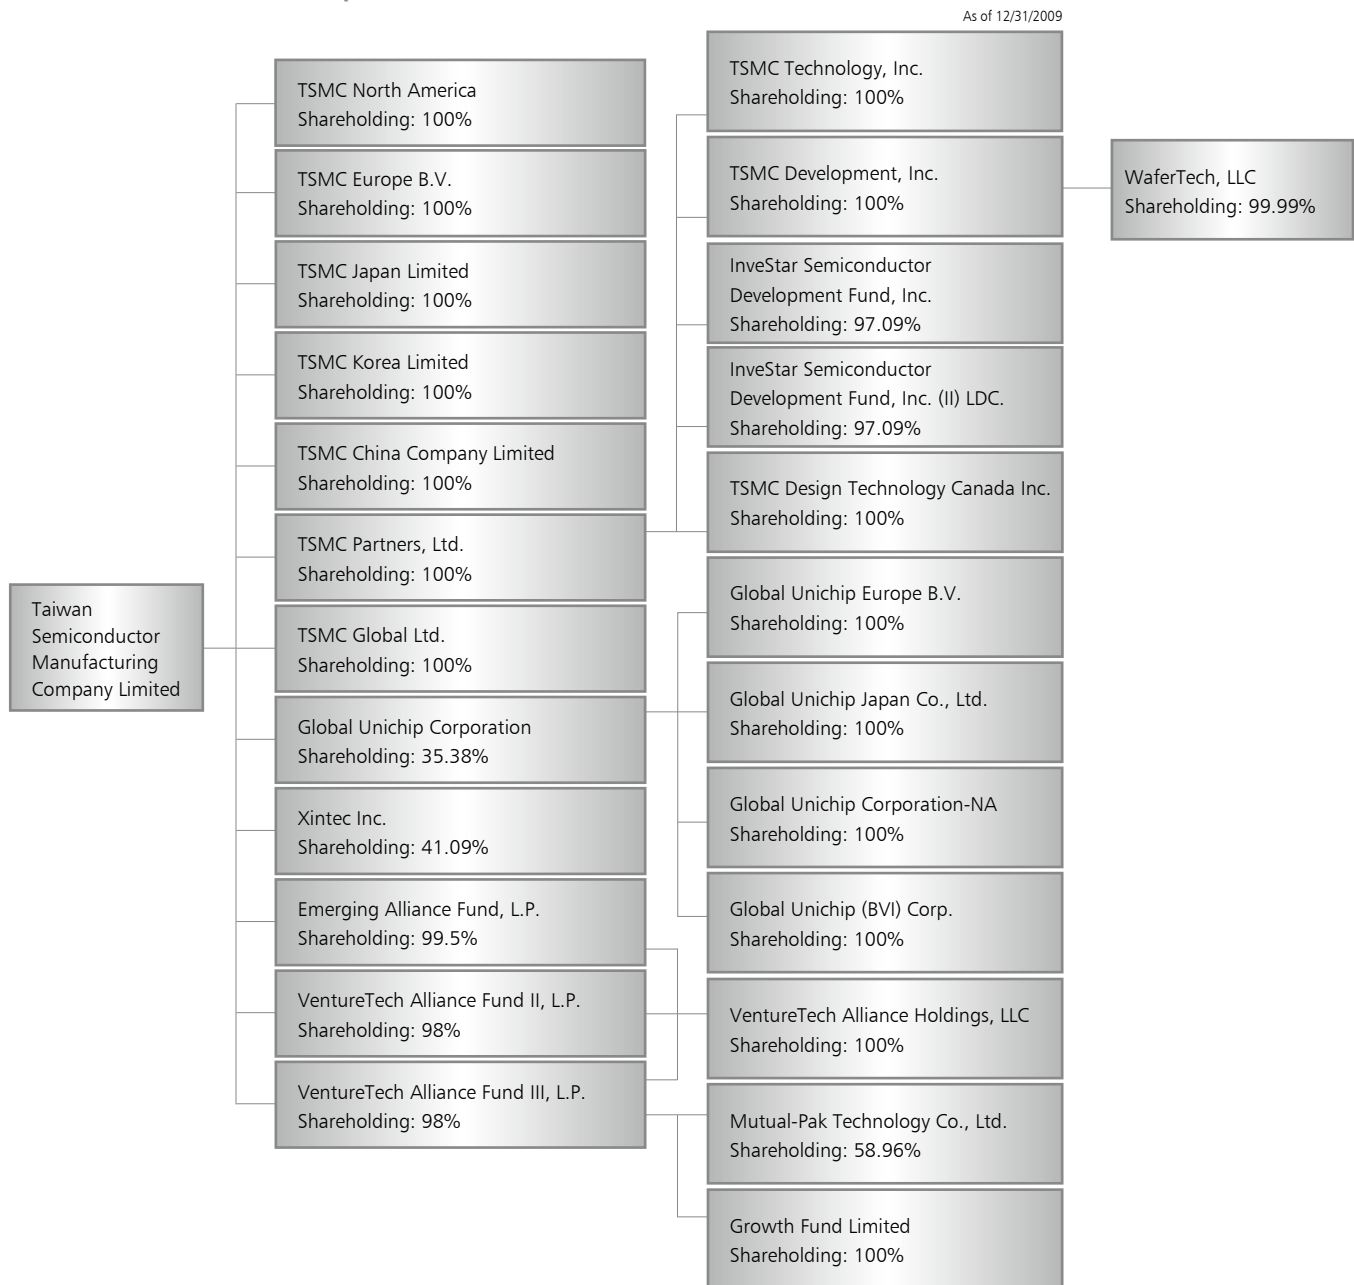 As of 12/31/2009
Taiwan
Semiconductor
Manufacturing
Company Limited
TSMC North America
Shareholding: 100%
TSMC Europe B.V.
Shareholding: 100%
TSMC Japan Limited
Shareholding: 100%
TSMC Korea Limited
Shareholding: 100%
TSMC China Company Limited
Shareholding: 100%
TSMC Partners, Ltd.
Shareholding: 100%
TSMC Global Ltd.
Shareholding: 100%
Global Unichip Corporation
Shareholding: 35.38%
Xintec Inc.
Shareholding: 41.09%
Emerging Alliance Fund, L.P.
Shareholding: 99.5%
VentureTech Alliance Fund II, L.P.
Shareholding: 98%
VentureTech Alliance Fund III, L.P.
Shareholding: 98%
TSMC Technology, Inc.
Shareholding: 100%
TSMC Development, Inc.
Shareholding: 100%
InveStar Semiconductor
Development Fund, Inc.
Shareholding: 97.09%
InveStar Semiconductor
Development Fund, Inc. (II) LDC.
Shareholding: 97.09%
TSMC Design Technology Canada Inc.
Shareholding: 100%
Global Unichip Europe B.V.
Shareholding: 100%
Global Unichip Japan Co., Ltd.
Shareholding: 100%
Global Unichip Corporation-NA
Shareholding: 100%
Global Unichip (BVI) Corp.
Shareholding: 100%
VentureTech Alliance Holdings, LLC
Shareholding: 100%
Mutual-Pak Technology Co., Ltd.
Shareholding: 58.96%
Growth Fund Limited
Shareholding: 100%
WaferTech, LLC
Shareholding: 99.99%